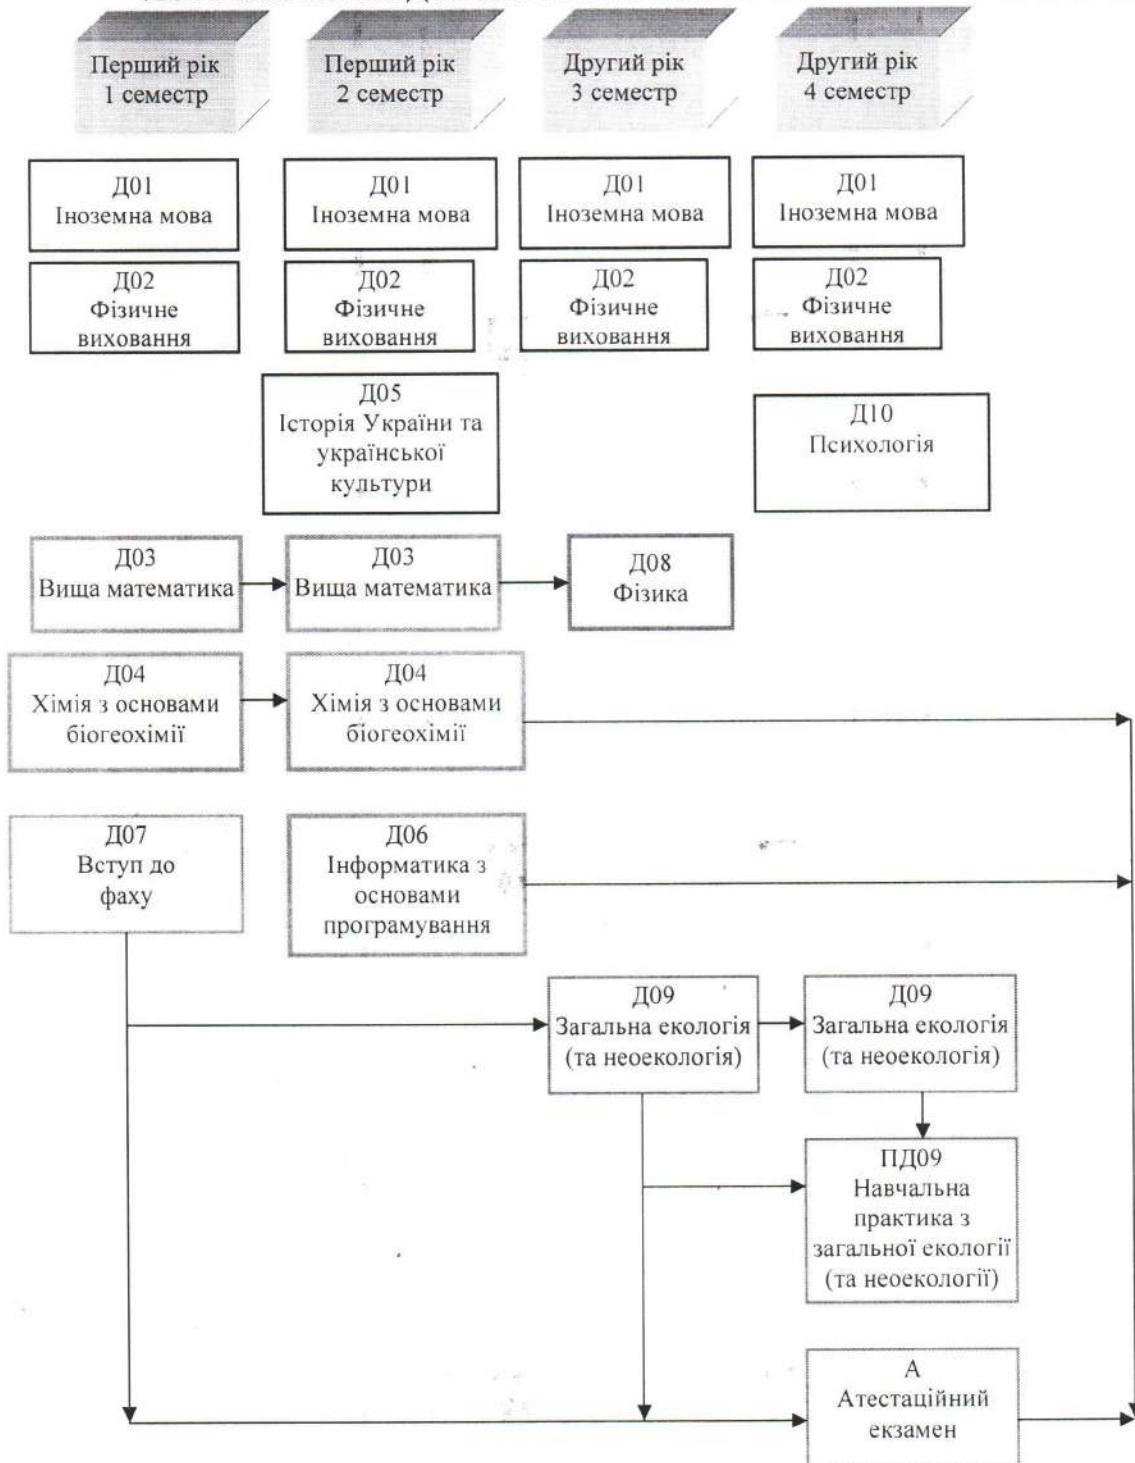 Перший рік
1 семестр
Перший рік
2 семестр
Другий рік
3 семестр
Другий рік
4 семестр
Д01
Іноземна мова
Д01
Іноземна мова
Д01
Іноземна мова
Д01
Іноземна мова
Д02
Фізичне
виховання
Д02
Фізичне
виховання
Д02
Фізичне
виховання
Д02
Фізичне
виховання
Д05
Історія України та
української
культури
Д10
Психологія
Д03
Вища математика
Д03
Вища математика
Д08
Фізика
Д04
Хімія з основами
біогеохімії
Д04
Хімія з основами
біогеохімії
Д07
Вступ до
фаху
Д06
Інформатика з
основами
програмування
Д09
Загальна екологія
(та неоекологія)
Д09
Загальна екологія
(та неоекологія)
ПД09
Навчальна
практика з
загальної екології
(та неоекології)
А
Атестаційний
екзамен